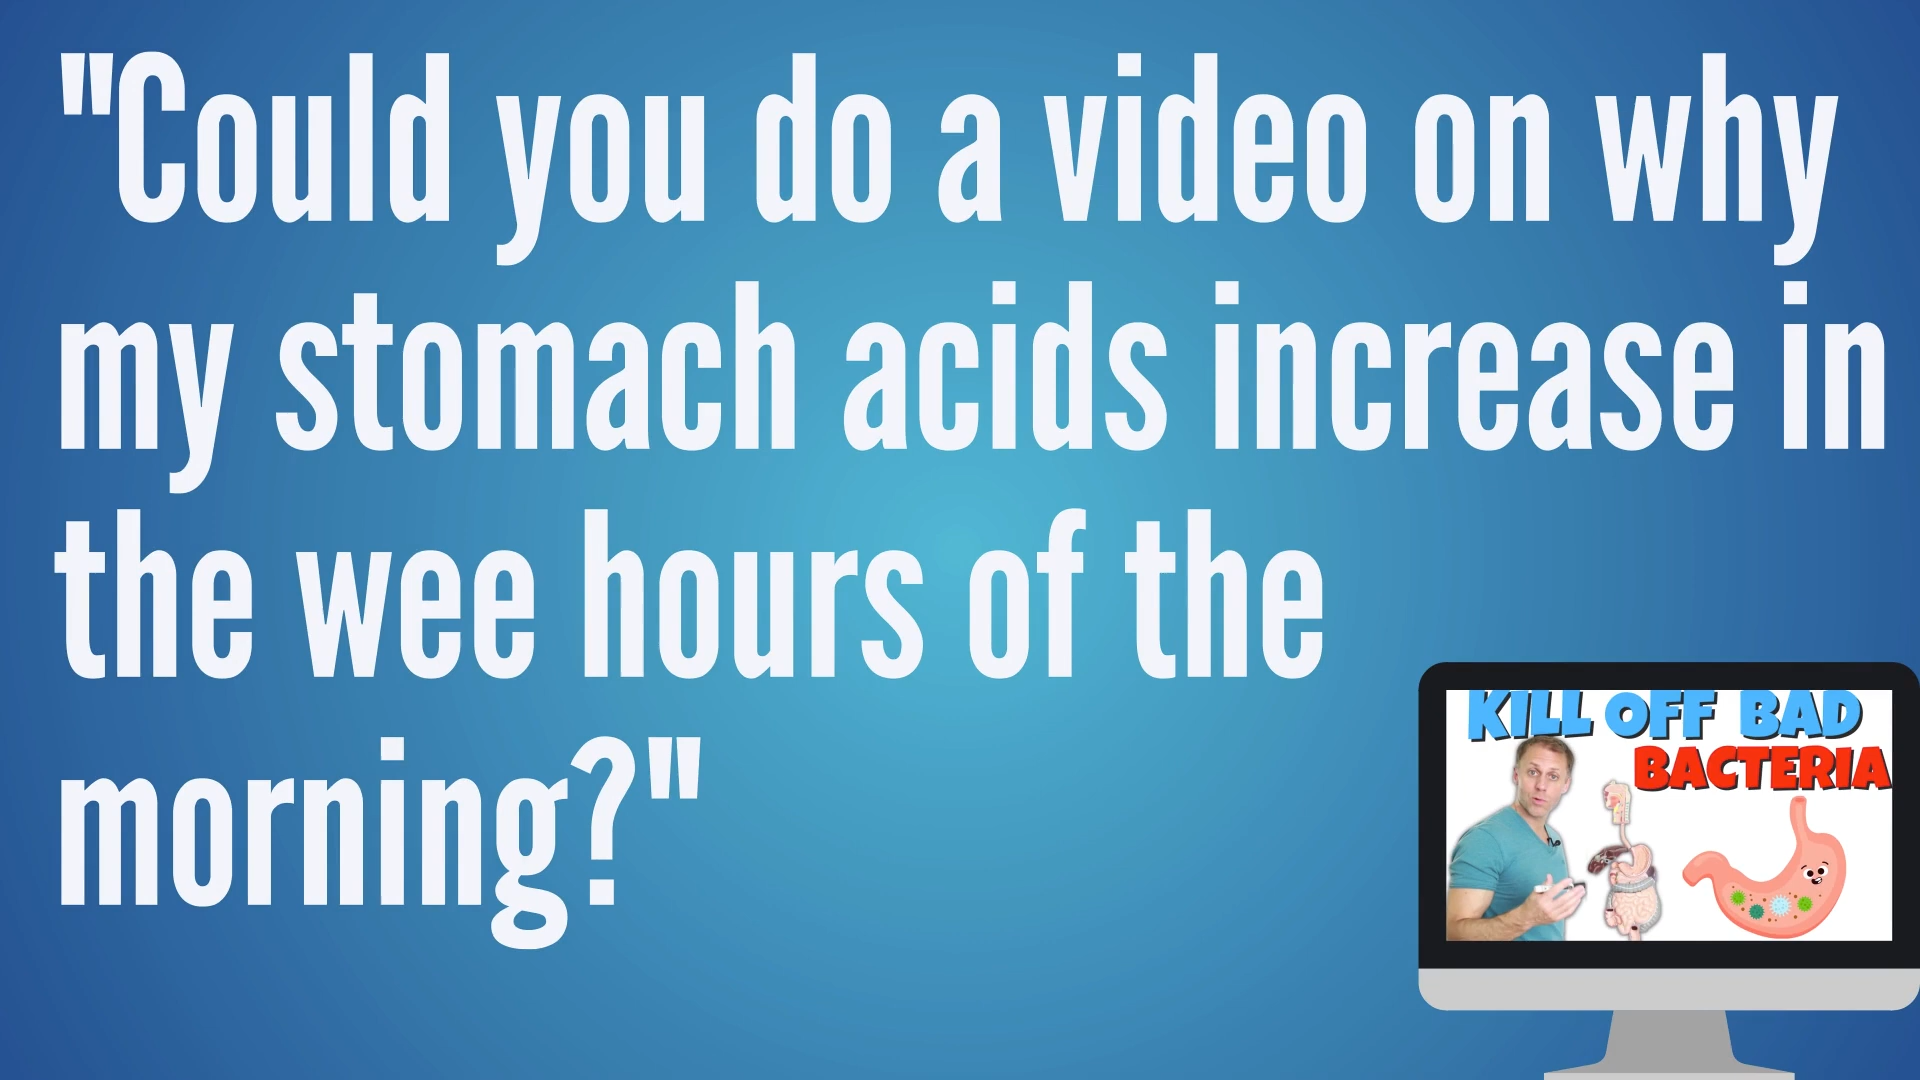 "Could you do a video on why
my stomach acids increase in
the wee hours of the
morning?"
KILL OFF BAD
BACTERIA